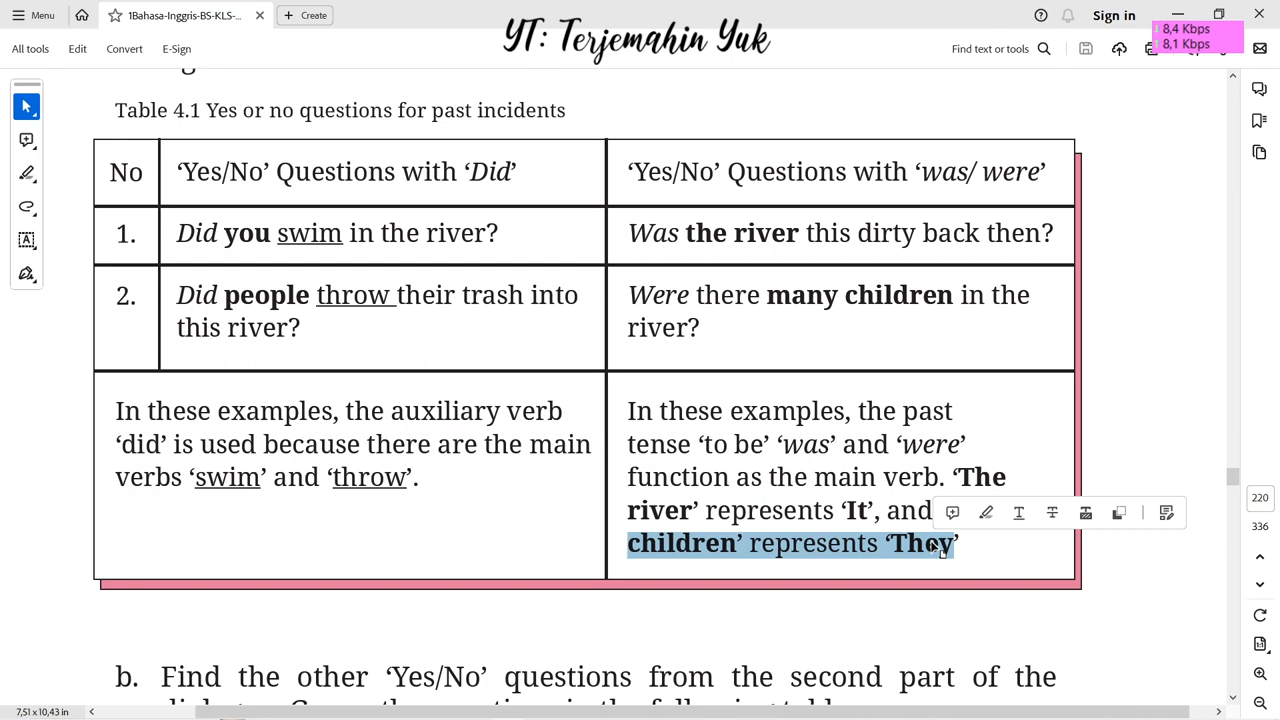 Menu
1Bahasa-Inggris-BS-KLS-...
Create
Sign in
8,4 Kbps
8,1 Kbps
YT: Terjemahin Yuk
All tools Edit Convert E-Sign
Find text or tools
Table 4.1 Yes or no questions for past incidents
No
‘Yes/No’ Questions with ‘Did’
‘Yes/No’ Questions with ‘was/ were’
1.
Did you swim in the river?
Was the river this dirty back then?
2.
Did people throw their trash into
this river?
Were there many children in the
river?
In these examples, the auxiliary verb
‘did’ is used because there are the main
verbs ‘swim’ and ‘throw’.
In these examples, the past
tense ‘to be’ ‘was’ and ‘were’
function as the main verb. ‘The
river’ represents ‘It’, and
children’ represents ‘They’
b. Find the other ‘Yes/No’ questions from the second part of the
220
336
7,51 x 10,43 in